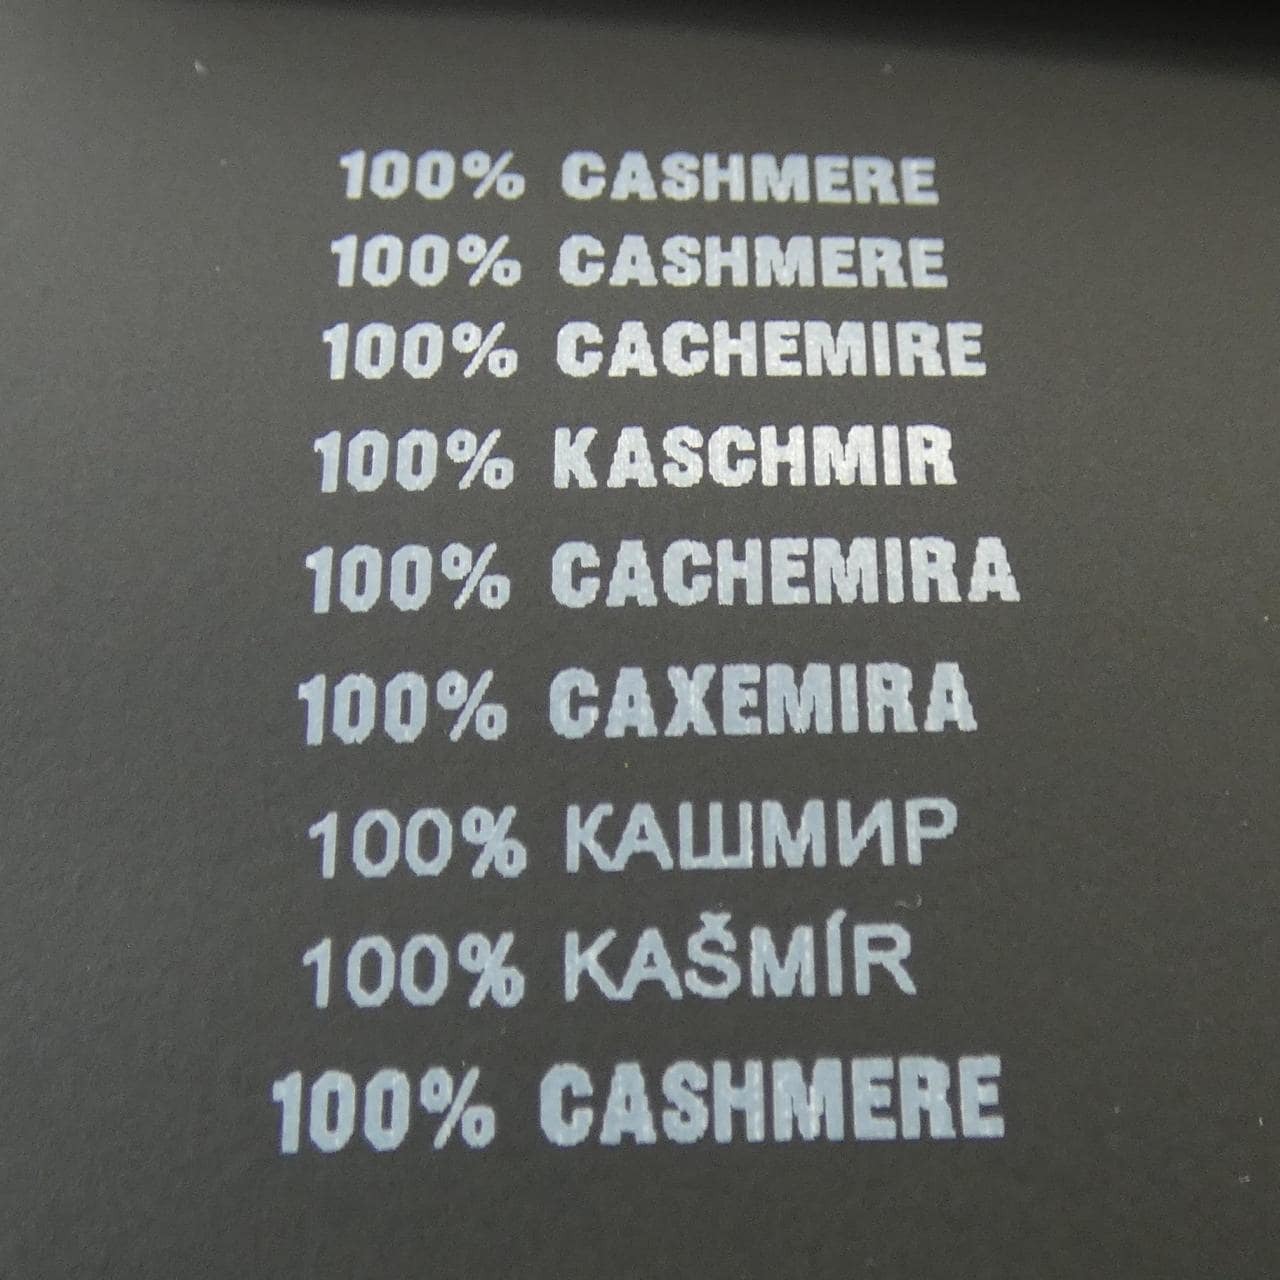 100% CASHMERE
100% CASHMERE
100% CACHEMIRE
100% KASCHMIR
100% CACHEMIRA
100% CAXEMIRA
100% КАШМИР
100% KAŠMÍR
100% CASHMERE